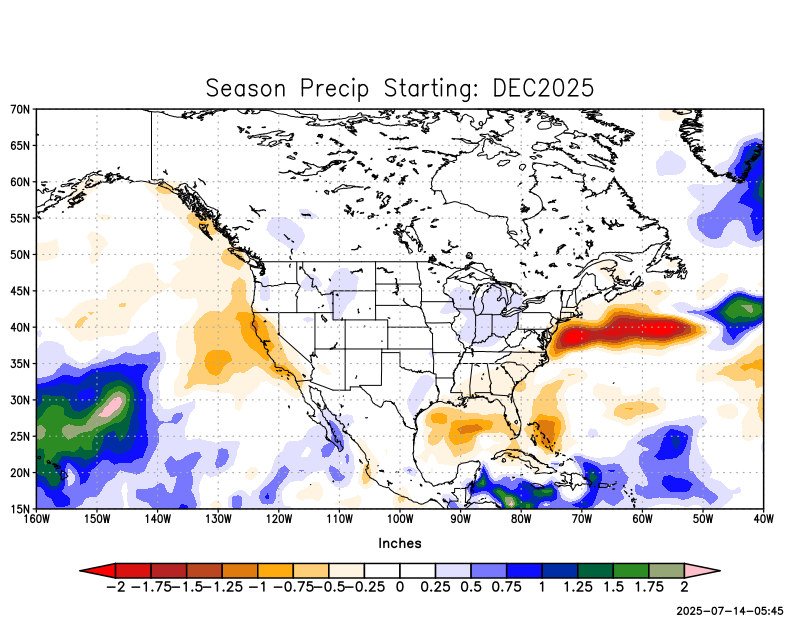 Season Precip Starting: DEC2025
70N
65N
60N
55N
50N
45N
40N
35N
30N
25N
20N
15N
160W 150W 140W 130W 120W 110W 100W 90W 80W 70W 60W 50W 40W
Inches
-2 -1.75 -1.5 -1.25 -1 -0.75 -0.5 -0.25 0 0.25 0.5 0.75 1 1.25 1.5 1.75 2
2025-07-14-05:45